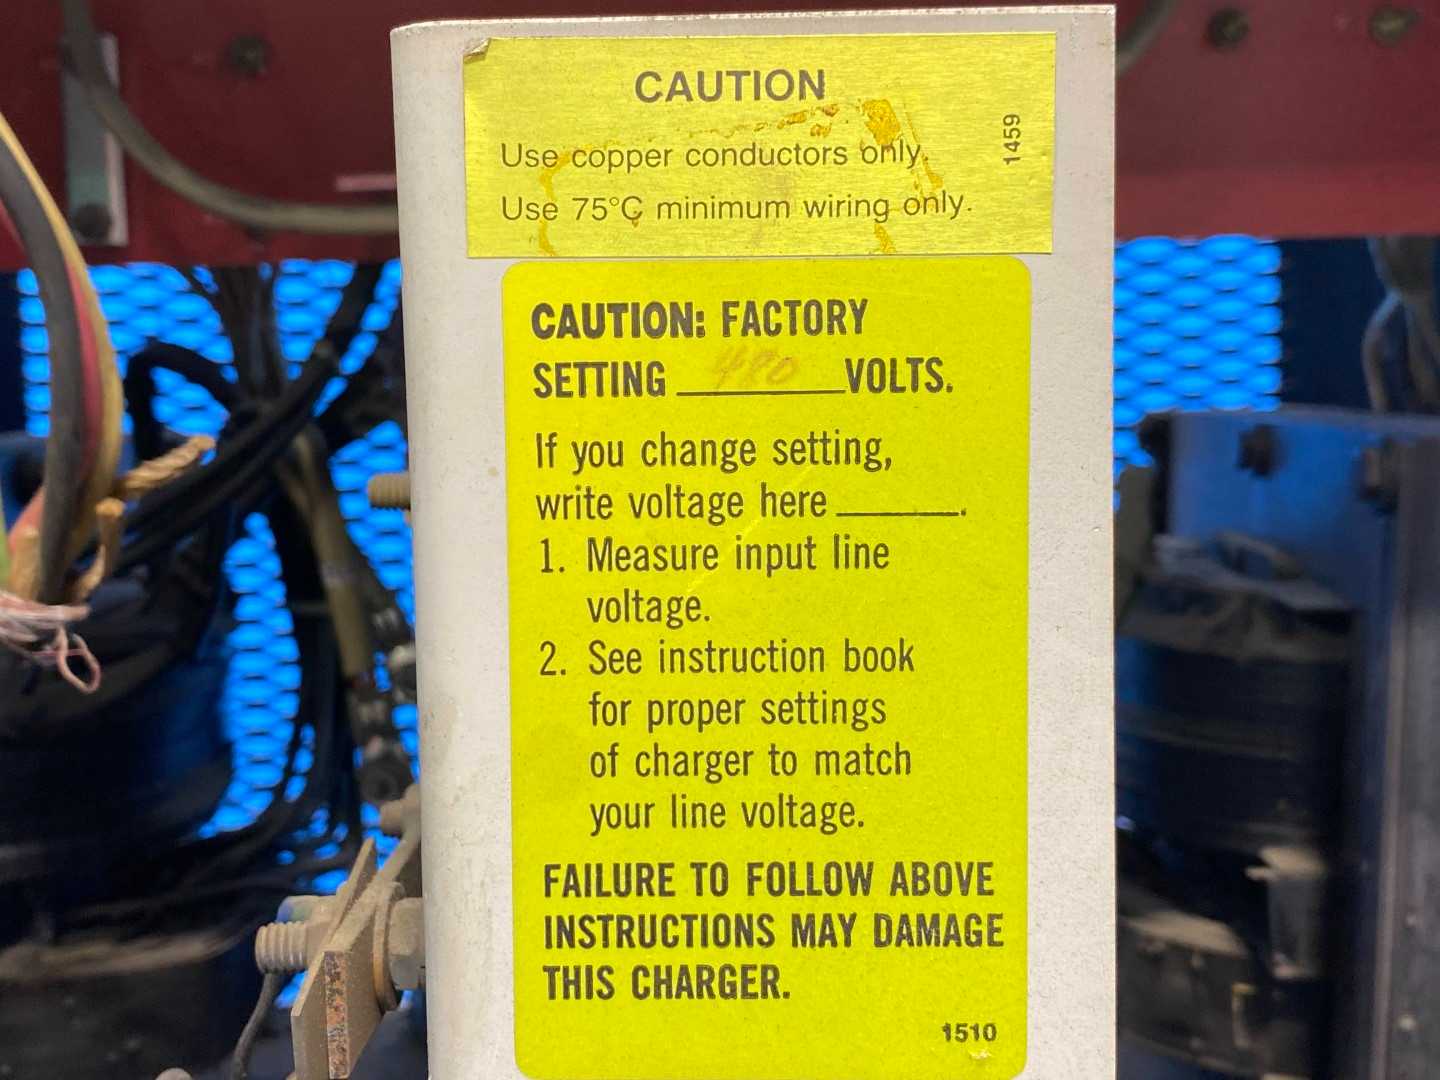 CAUTION
Use copper conductors only.
Use 75°C minimum wiring only.
1459
CAUTION: FACTORY
SETTING 480 VOLTS.
If you change setting,
write voltage here ______.
1. Measure input line
voltage.
2. See instruction book
for proper settings
of charger to match
your line voltage.
FAILURE TO FOLLOW ABOVE
INSTRUCTIONS MAY DAMAGE
THIS CHARGER.
1510